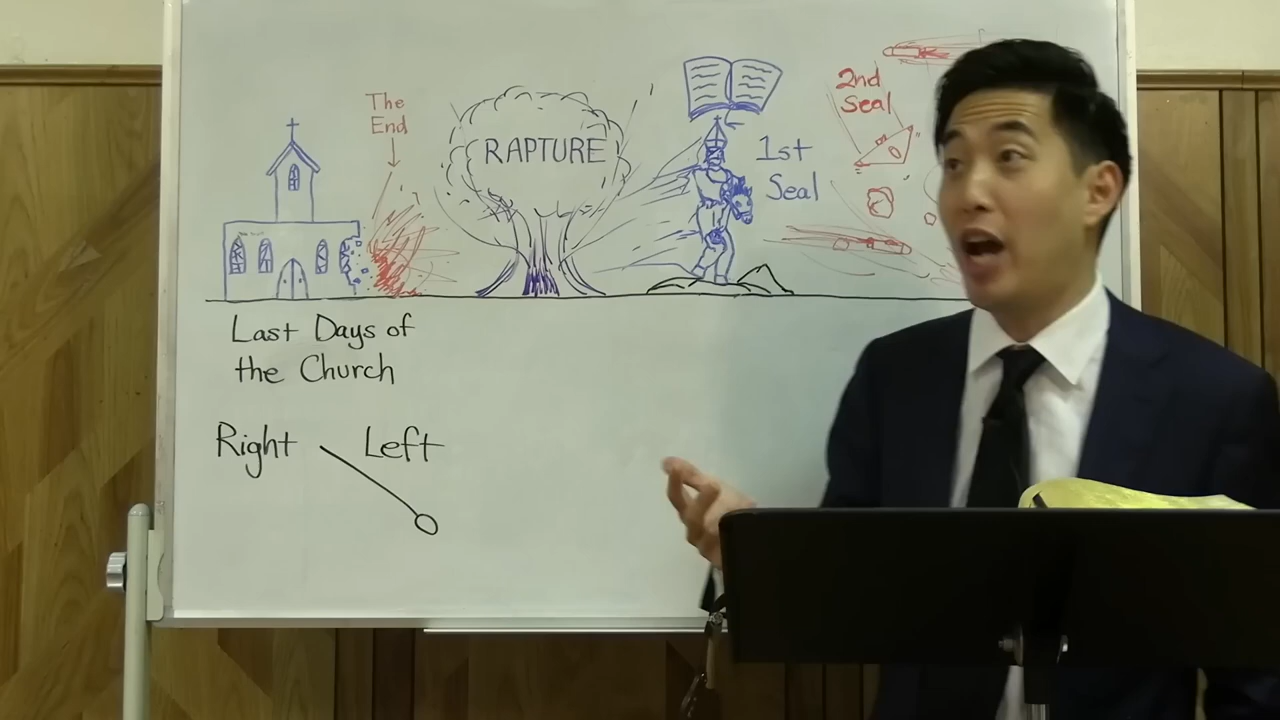 The
End
RAPTURE
1st
Seal
2nd
Seal
Last Days of
the Church
Right Left